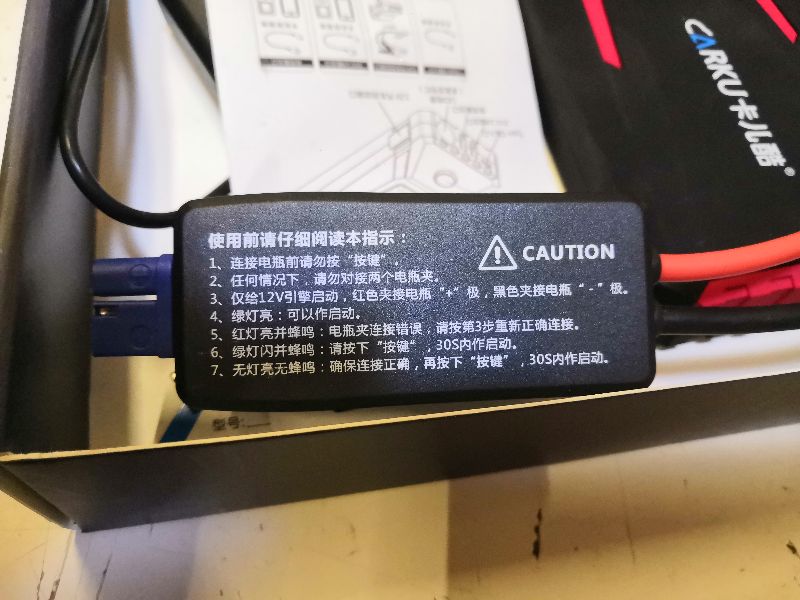 CARKU卡儿酷®
使用前请仔细阅读本指示：
CAUTION
1、连接电瓶前请勿按“按键”。
2、任何情况下，请勿对接两个电瓶夹。
3、仅给12V引擎启动，红色夹接电瓶“+”极，黑色夹接电瓶“-”极。
4、绿灯亮：可以作启动。
5、红灯亮并蜂鸣：电瓶夹连接错误，请按第3步重新正确连接。
6、绿灯闪并蜂鸣：请按下“按键”，30S内作启动。
7、无灯亮无蜂鸣：确保连接正确，再按下“按键”，30S内作启动。
型号: